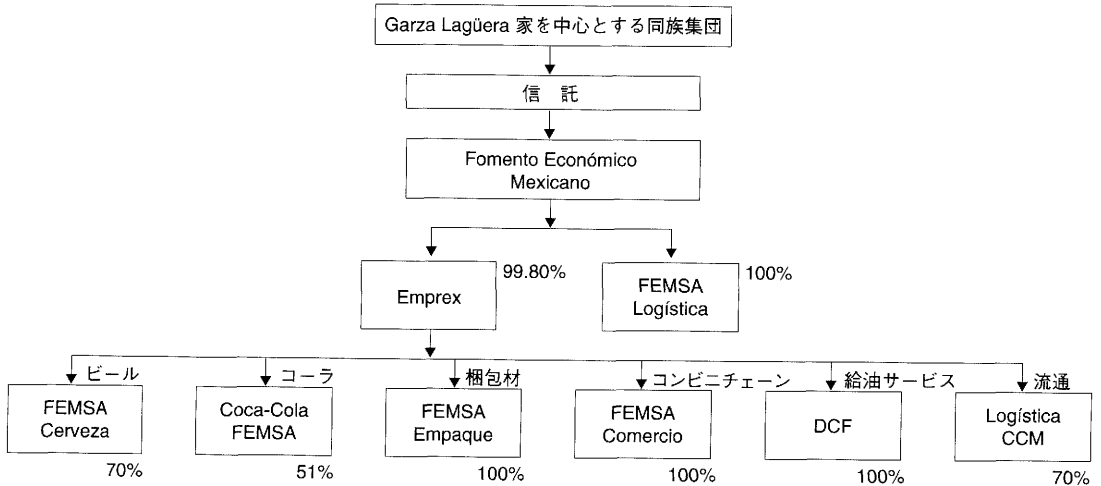 Garza Lagüera 家を中心とする同族集団
信 託
Fomento Económico
Mexicano
Emprex
99.80%
FEMSA
Logística
100%
ビール
コーラ
梱包材
コンビニチェーン
給油サービス
流通
FEMSA
Cerveza
70%
Coca-Cola
FEMSA
51%
FEMSA
Empaque
100%
FEMSA
Comercio
100%
DCF
100%
Logística
CCM
70%